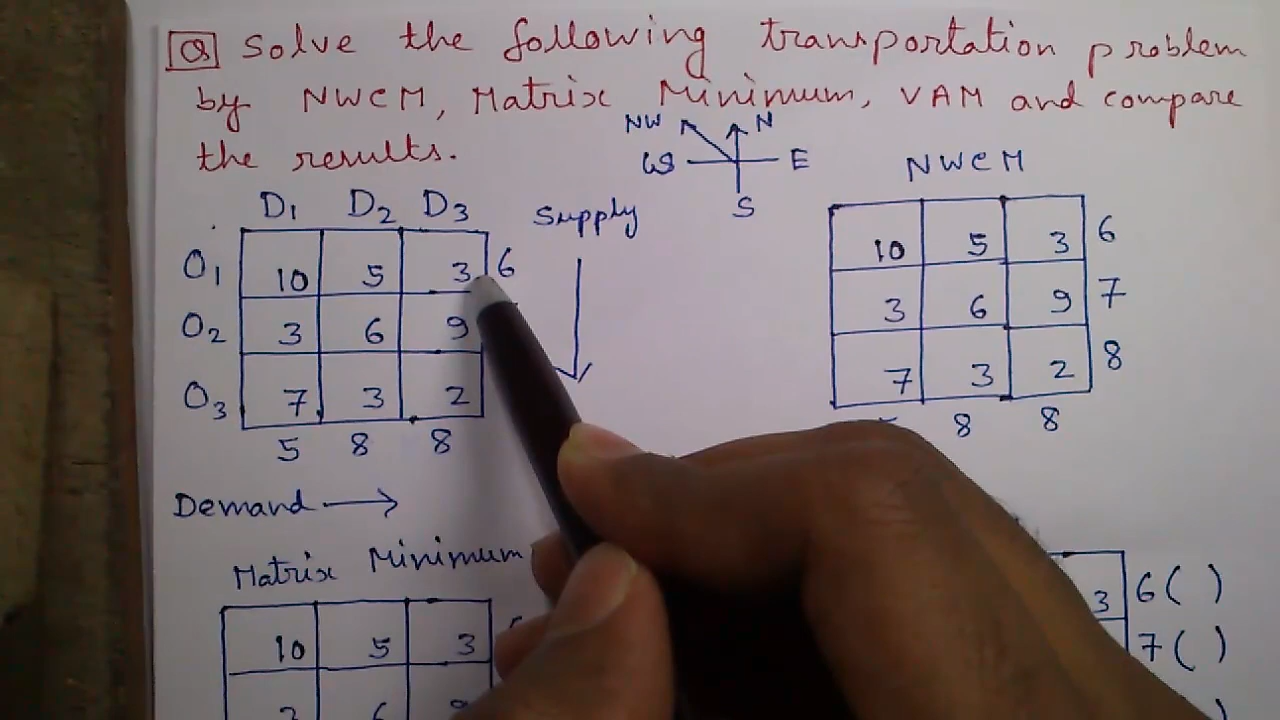 Q Solve the following transportation problem
by NWCM, Matrix Minimum, VAM and compare
the results.
NW N
W E
S
D1 D2 D3 Supply
O1 10 5 3 6
O2 3 6 9
O3 7 3 2
5 8 8
Demand
NWCM
10 5 3 6
3 6 9 7
7 3 2 8
8 8
Matrix Minimum
10 5 3
3 6( )
7( )